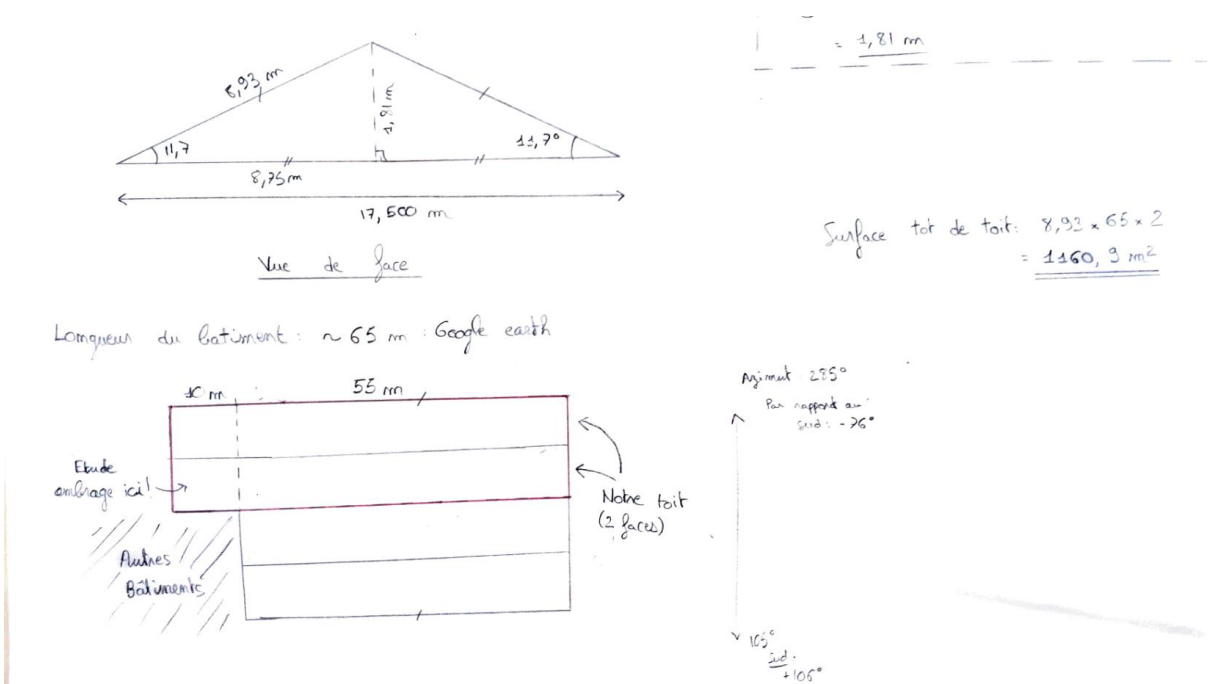 = 1,81 m
8,93 m
1,81 m
11,7
11,7°
8,75 m
17,500 m
Vue de face
Surface tot de toit: 8,93 x 65 x 2
= 1160,9 m²
Longueur du batiment: ~ 65 m : Google earth
10 m
55 m
Etude
ombrage ici!
Notre toit
(2 faces)
Autres
Bâtiments
Azimut 285°
Par rapport au
sud: -76°
105°
Sud
+106°